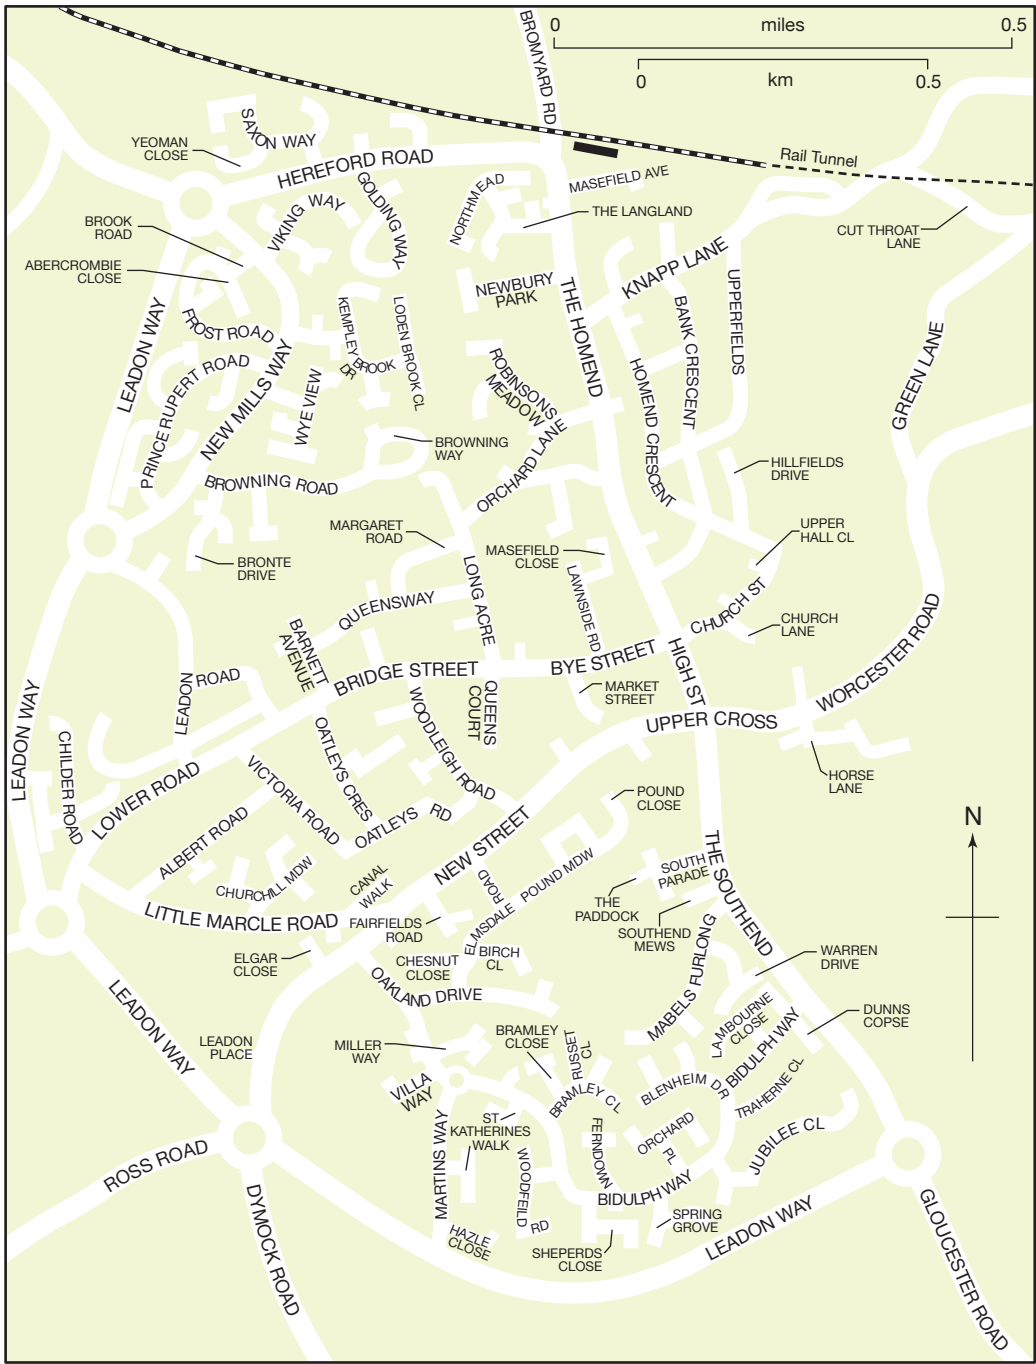 BROMYARD RD
0 miles 0.5
0 km 0.5
SAXON WAY
YEOMAN
CLOSE
HEREFORD ROAD
Rail Tunnel
GOLDING WAY
NORTHMEAD
MASEFIELD AVE
THE LANGLAND
CUT THROAT
LANE
VIKING WAY
BROOK
ROAD
ABERCROMBIE
CLOSE
KNAPP LANE
NEWBURY
PARK
THE HOMEND
UPPERFIELDS
BANK CRESCENT
LEADON WAY
FROST ROAD
KEMPLEY BROOK
DR
LODEN BROOK CL
GREEN LANE
PRINCE RUPERT ROAD
NEW MILLS WAY
WYE VIEW
ROBINSONS
MEADOW
HOMEND CRESCENT
BROWNING
WAY
ORCHARD LANE
HILLFIELDS
DRIVE
BROWNING ROAD
MARGARET
ROAD
MASEFIELD
CLOSE
UPPER
HALL CL
BRONTE
DRIVE
LONG ACRE
LAWNSIDE RD
QUEENSWAY
CHURCH ST
CHURCH
LANE
BARNETT
AVENUE
WORCESTER ROAD
BRIDGE STREET
BYE STREET
HIGH ST
LEADON ROAD
QUEENS
COURT
MARKET
STREET
UPPER CROSS
LEADON WAY
WOODLEIGH ROAD
OATLEYS CRES
CHILDER ROAD
HORSE
LANE
LOWER ROAD
VICTORIA ROAD
POUND
CLOSE
N
OATLEYS RD
ALBERT ROAD
NEW STREET
THE SOUTHEND
CHURCHILL MDW
CANAL
WALK
ELMSDALE ROAD
POUND MDW
SOUTH
PARADE
THE
PADDOCK
LITTLE MARCLE ROAD
FAIRFIELDS
ROAD
SOUTHEND
MEWS
ELGAR
CLOSE
CHESNUT
CLOSE
BIRCH
CL
MABELS FURLONG
WARREN
DRIVE
OAKLAND DRIVE
LEADON WAY
LAMBOURNE
CLOSE
DUNNS
COPSE
LEADON
PLACE
MILLER
WAY
BRAMLEY
CLOSE
RUSSET
CL
BIDULPH WAY
VILLA
WAY
BRAMLEY CL
BLENHEIM DR
TRAHERNE CL
ST
KATHERINES
WALK
FERNDOWN
ORCHARD
PL
JUBILEE CL
ROSS ROAD
MARTINS WAY
WOODFEILD RD
BIDULPH WAY
DYMOCK ROAD
HAZLE
CLOSE
SHEPERDS
CLOSE
SPRING
GROVE
LEADON WAY
GLOUCESTER ROAD